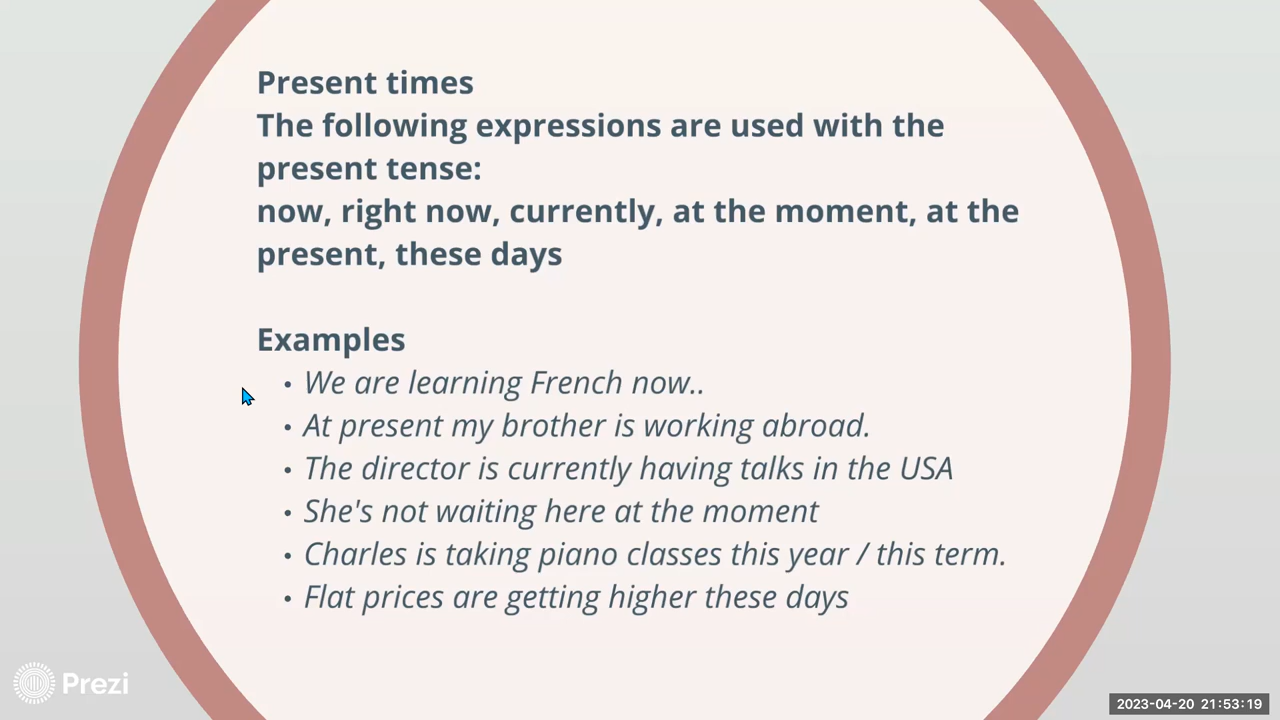 Present times
The following expressions are used with the
present tense:
now, right now, currently, at the moment, at the
present, these days
Examples
• We are learning French now..
• At present my brother is working abroad.
• The director is currently having talks in the USA
• She's not waiting here at the moment
• Charles is taking piano classes this year / this term.
• Flat prices are getting higher these days
Prezi
2023-04-20 21:53:19